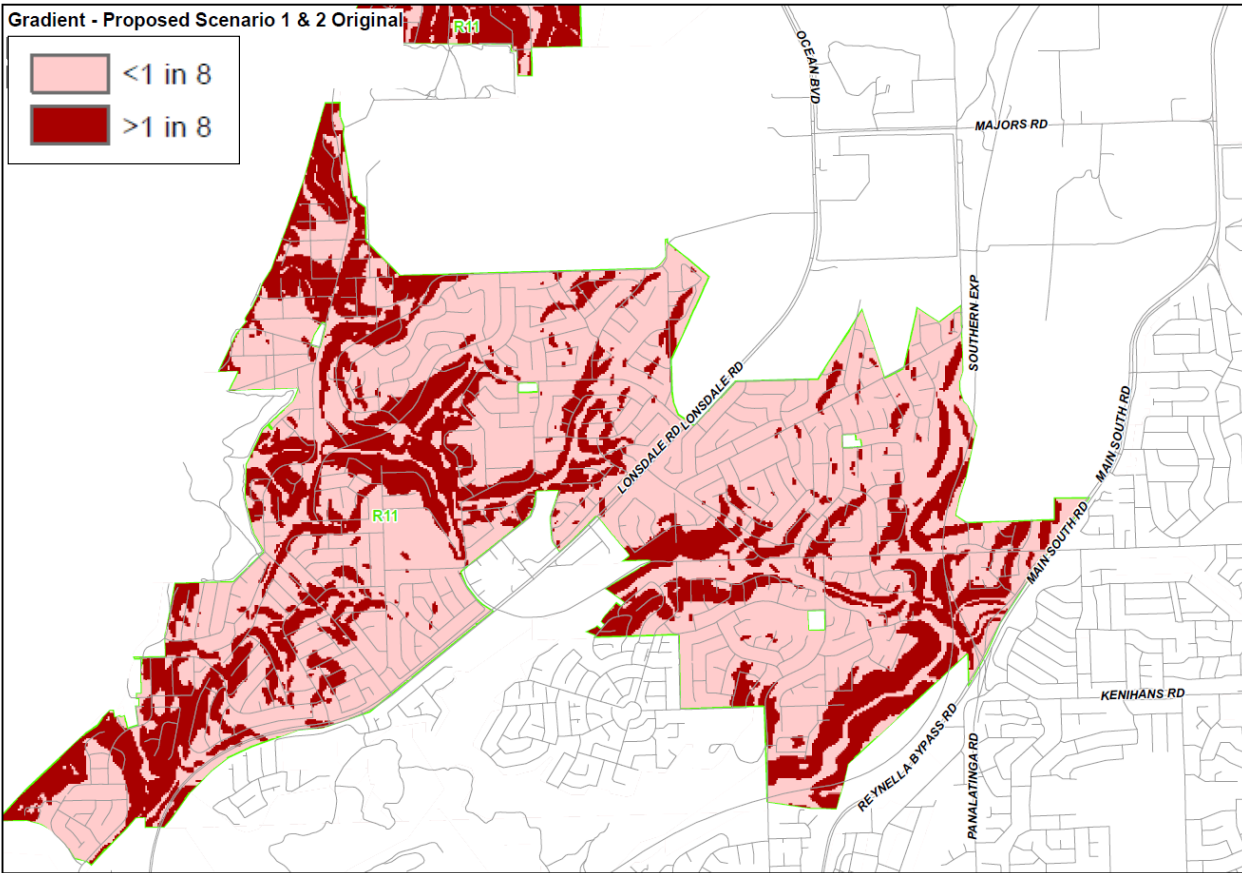 Gradient - Proposed Scenario 1 & 2 Original
R11
<1 in 8
>1 in 8
OCEAN BVD
MAJORS RD
SOUTHERN EXP
LONSDALE RD
LONSDALE RD
MAIN SOUTH RD
R11
MAIN SOUTH RD
KENIHANS RD
REYNELLA BYPASS RD
PANALATINGA RD